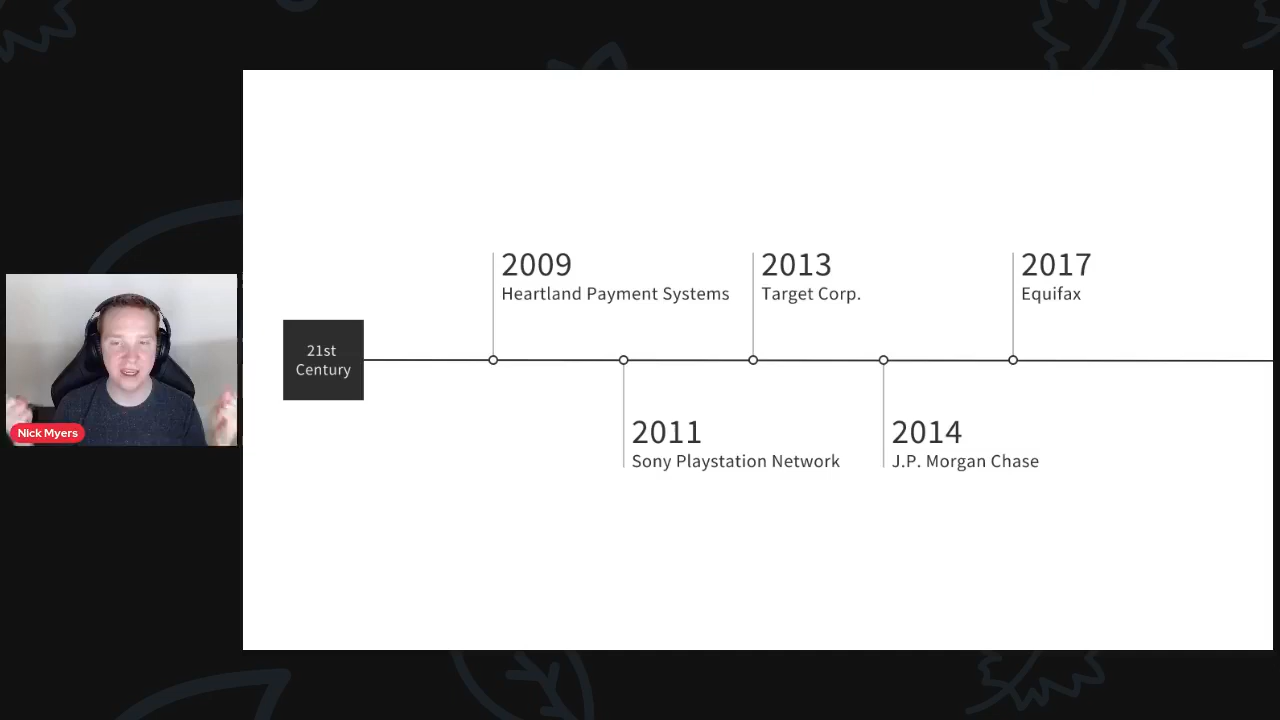 2009
Heartland Payment Systems
2013
Target Corp.
2017
Equifax
21st
Century
Nick Myers
2011
Sony Playstation Network
2014
J.P. Morgan Chase